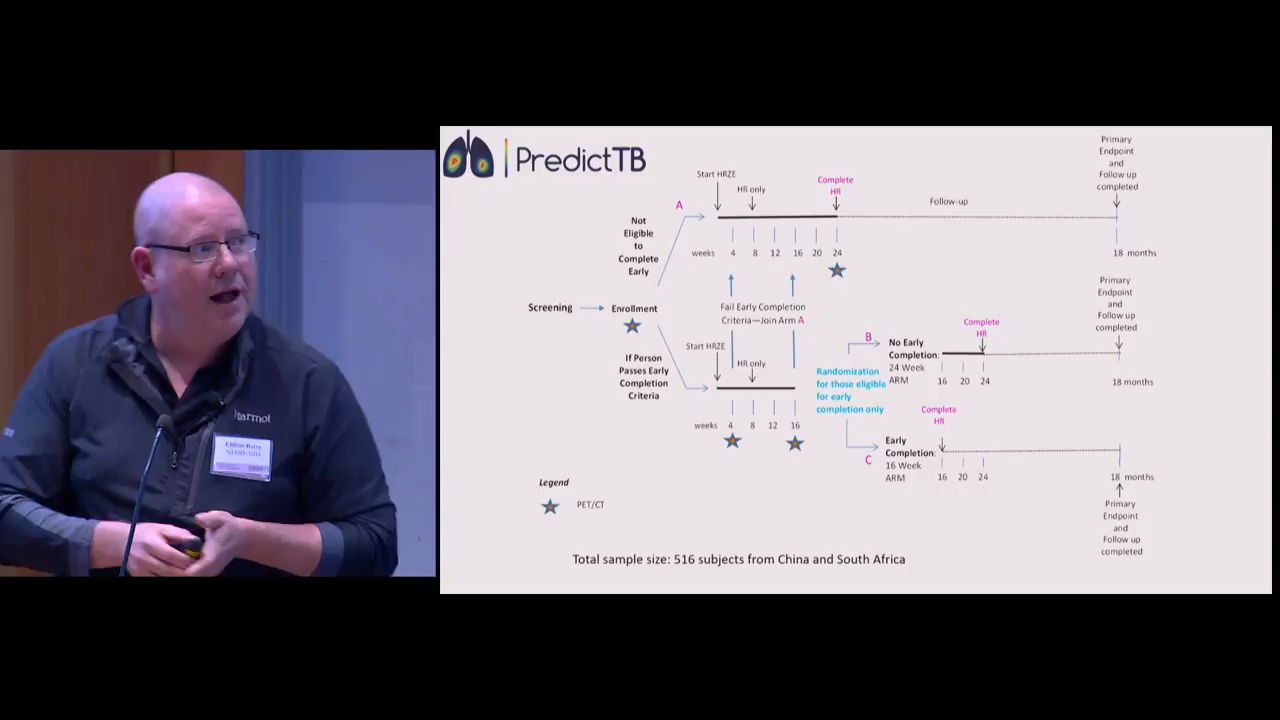 PredictTB
Primary
Endpoint
and
Follow up
completed
Start HRZE
HR only
Complete
HR
A
Follow-up
Not
Eligible
to
Complete
Early
weeks 4 8 12 16 20 24
18 months
Screening
Enrollment
Fail Early Completion
Criteria—Join Arm A
Primary
Endpoint
and
Follow up
completed
If Person
Passes Early
Completion
Criteria
Start HRZE
HR only
weeks 4 8 12 16
Randomization
for those eligible
for early
completion only
B
No Early
Completion:
24 Week
ARM
Complete
HR
16 20 24
18 months
C
Early
Completion:
16 Week
ARM
Complete
HR
16 20 24
18 months
Primary
Endpoint
and
Follow up
completed
Legend
PET/CT
Total sample size: 516 subjects from China and South Africa
Marmot
Clifton Barry
NIAID/NIH